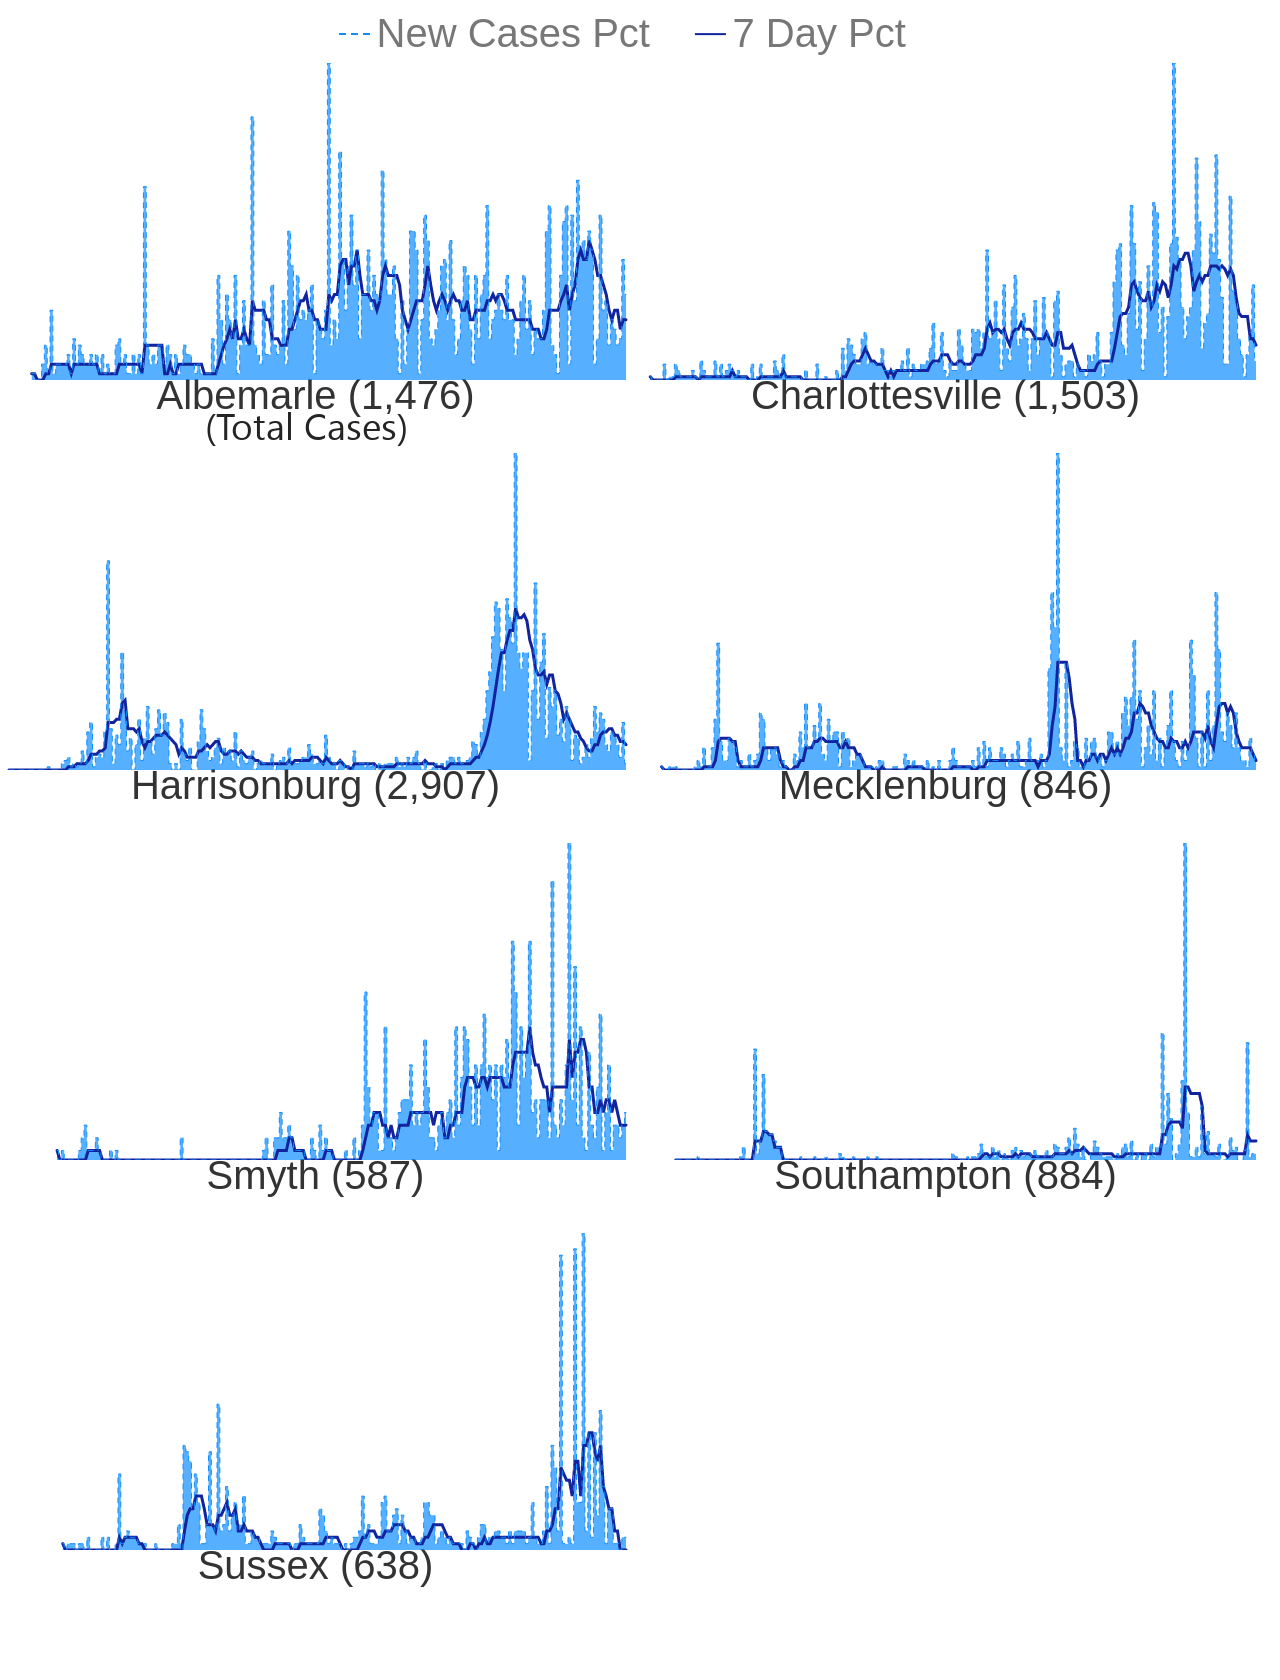 New Cases Pct 7 Day Pct
Albemarle (1,476) Charlottesville (1,503)
(Total Cases)
Harrisonburg (2,907) Mecklenburg (846)
Smyth (587) Southampton (884)
Sussex (638)